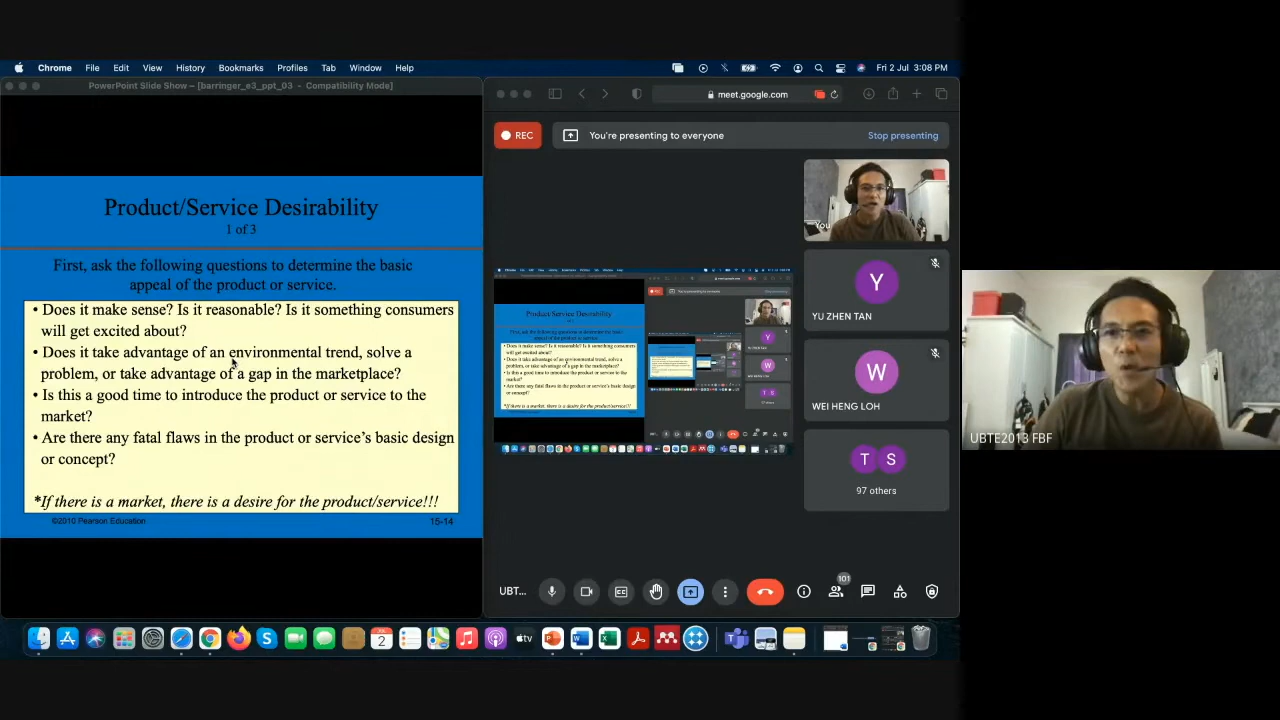 Chrome File Edit View History Bookmarks Profiles Tab Window Help
Fri 2 Jul 3:08 PM
PowerPoint Slide Show – [barringer_e3_ppt_03 - Compatibility Mode]
Product/Service Desirability
1 of 3
First, ask the following questions to determine the basic
appeal of the product or service.
• Does it make sense? Is it reasonable? Is it something consumers
will get excited about?
• Does it take advantage of an environmental trend, solve a
problem, or take advantage of a gap in the marketplace?
• Is this a good time to introduce the product or service to the
market?
• Are there any fatal flaws in the product or service's basic design
or concept?
*If there is a market, there is a desire for the product/service!!!
©2010 Pearson Education
15-14
meet.google.com
REC
You're presenting to everyone
Stop presenting
You
Y
YU ZHEN TAN
W
WEI HENG LOH
T S
97 others
Product/Service Desirability
UBT...
101
UBTE2013 FBF
tv
2